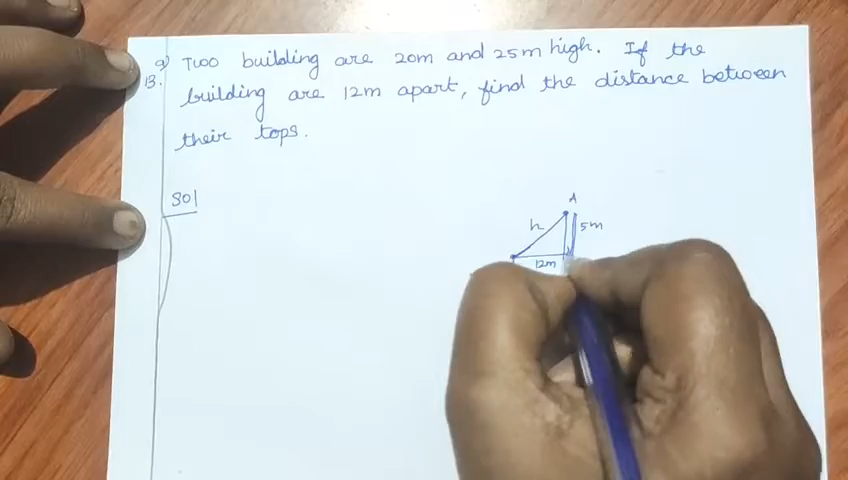 Q)
13. Two building are 20m and 25m high. If the
building are 12m apart, find the distance between
their tops.
Sol
A
h
5m
12m